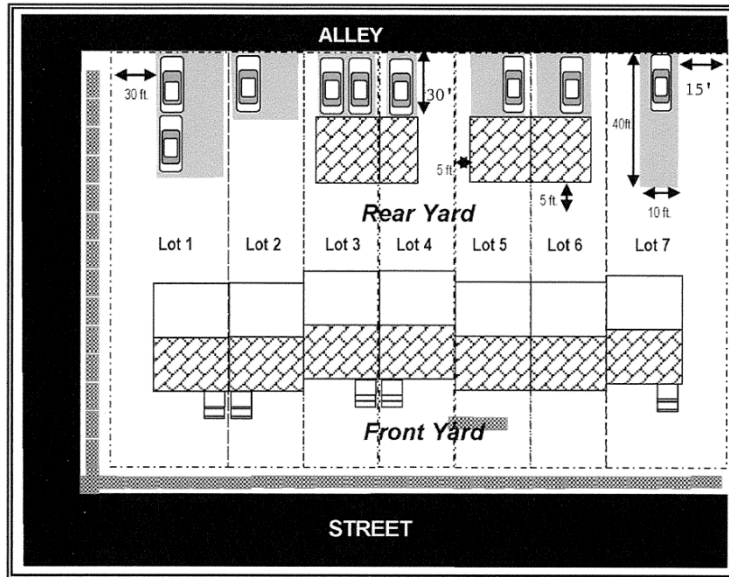 ALLEY
30 ft.
30'
15'
40ft.
5 ft.
5 ft.
10 ft.
Rear Yard
Lot 1
Lot 2
Lot 3
Lot 4
Lot 5
Lot 6
Lot 7
Front Yard
STREET